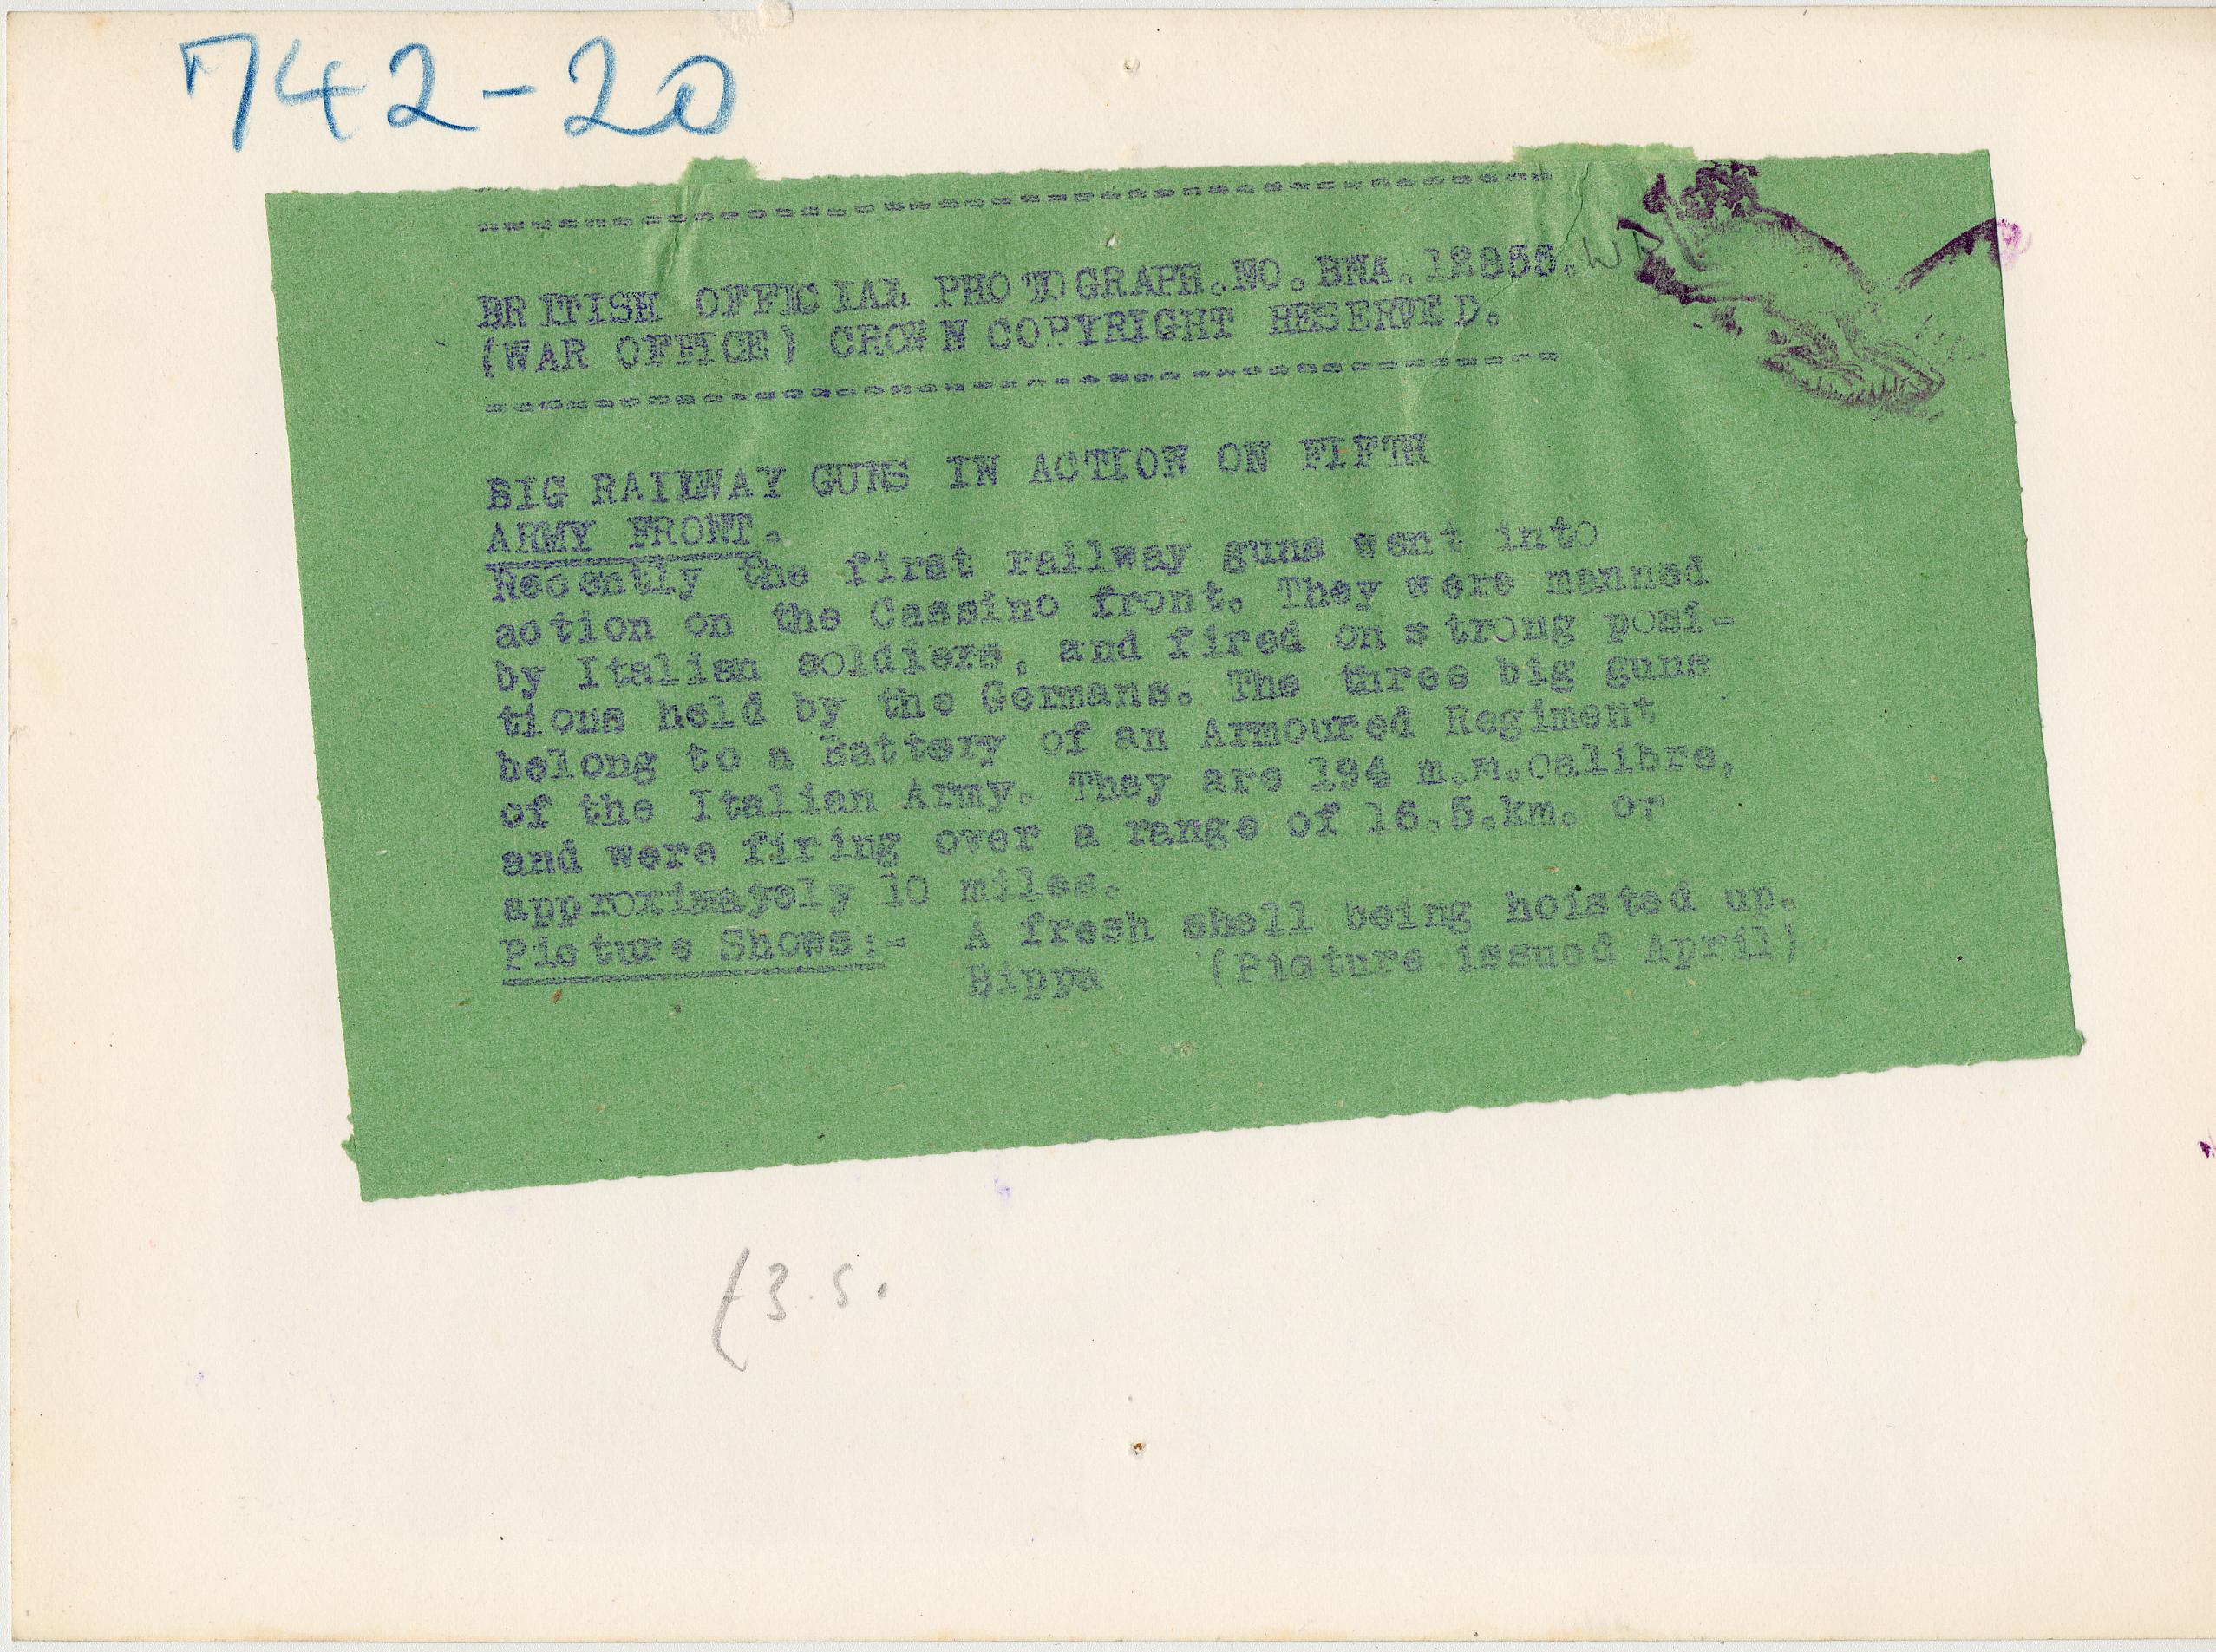 742-20
BRITISH OFFICIAL PHOTOGRAPH.NO.BNA.12855.
(WAR OFFICE) CROWN COPYRIGHT RESERVED.
BIG RAILWAY GUNS IN ACTION ON FIFTH
ARMY FRONT.
Recently the first railway guns went into
action on the Cassino front. They were manned
by Italian soldiers, and fired on strong posi-
tions held by the Germans. The three big guns
belong to a Battery of an Armoured Regiment
of the Italian Army. They are 194 m.m.calibre,
and were firing over a range of 16.5.km. or
approximayely 10 miles.
Picture Shows:- A fresh shell being hoisted up.
Bippa (Picture issued April)